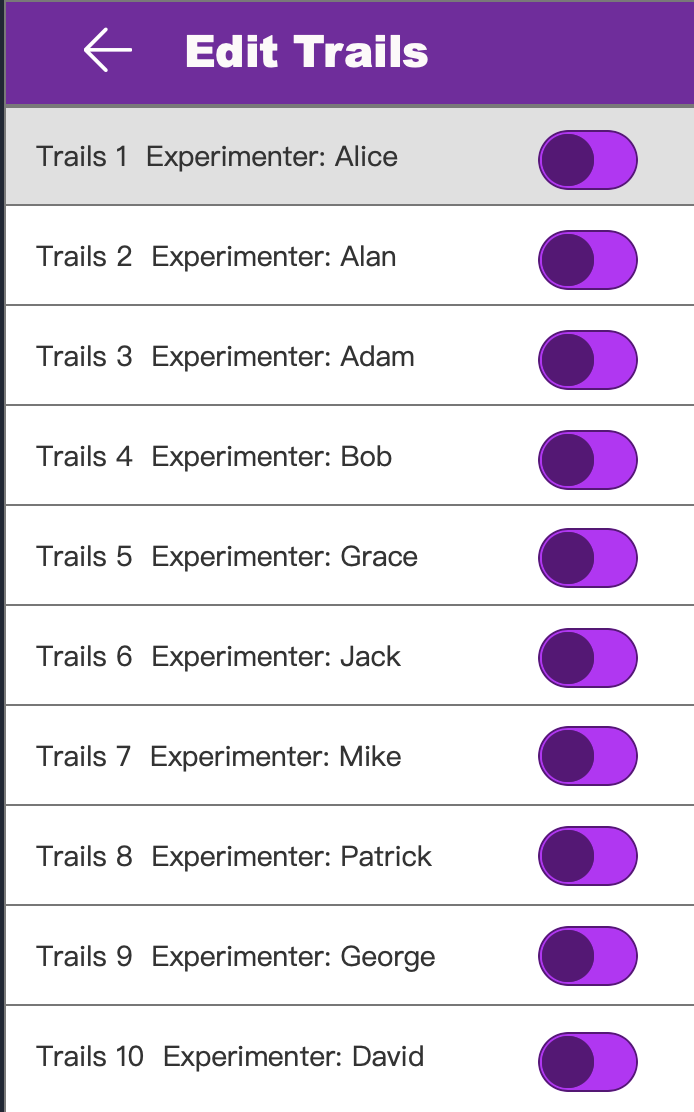 Edit Trails
Trails 1 Experimenter: Alice
Trails 2 Experimenter: Alan
Trails 3 Experimenter: Adam
Trails 4 Experimenter: Bob
Trails 5 Experimenter: Grace
Trails 6 Experimenter: Jack
Trails 7 Experimenter: Mike
Trails 8 Experimenter: Patrick
Trails 9 Experimenter: George
Trails 10 Experimenter: David